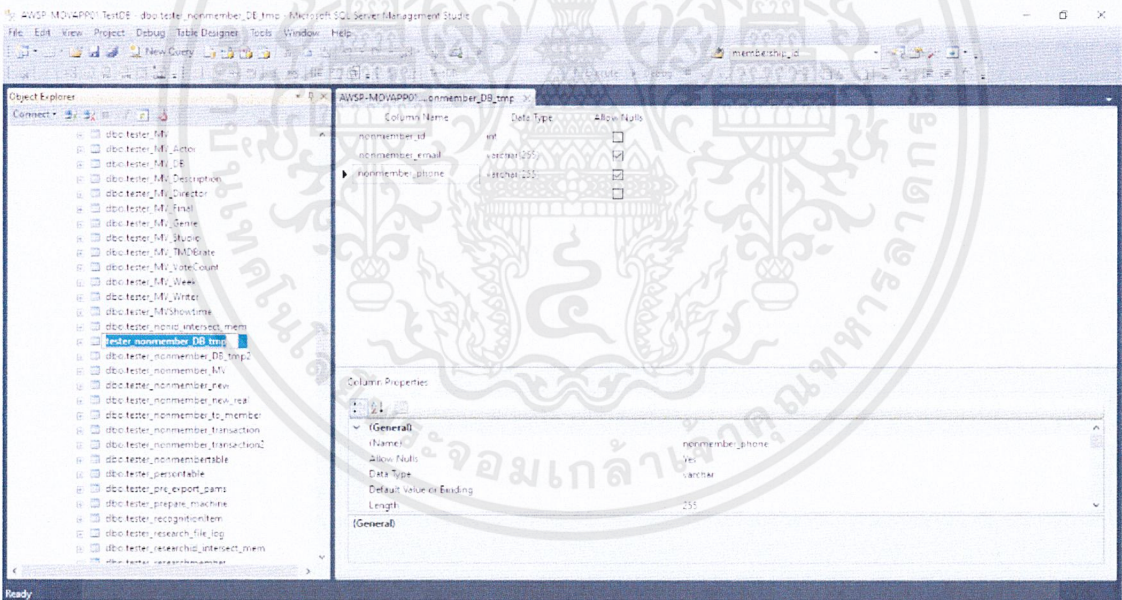 AWSP-MOVAPP01.TestDB - dbo.tester_nonmember_DB_tmp - Microsoft SQL Server Management Studio
File Edit View Project Debug Table Designer Tools Window Help
New Query membership_id
Object Explorer
AWSP-MOVAPP01....onmember_DB_tmp
Connect
Column Name Data Type Allow Nulls
nonmember_id int
nonmember_email varchar(255)
nonmember_phone varchar(255)
dbo.tester_MV
dbo.tester_MV_Actor
dbo.tester_MV_DB
dbo.tester_MV_Description
dbo.tester_MV_Director
dbo.tester_MV_Final
dbo.tester_MV_Genre
dbo.tester_MV_Studio
dbo.tester_MV_TMDBrate
dbo.tester_MV_VoteCount
dbo.tester_MV_Week
dbo.tester_MV_Writer
dbo.tester_MVShowtime
dbo.tester_nonid_intersect_mem
tester_nonmember_DB_tmp
dbo.tester_nonmember_DB_tmp2
dbo.tester_nonmember_MV
dbo.tester_nonmember_new
dbo.tester_nonmember_new_real
dbo.tester_nonmember_to_member
dbo.tester_nonmember_transaction
dbo.tester_nonmember_transaction2
dbo.tester_nonmembertable
dbo.tester_persontable
dbo.tester_pre_export_pams
dbo.tester_prepare_machine
dbo.tester_recognitionItem
dbo.tester_research_file_log
dbo.tester_researchid_intersect_mem
dbo.tester_researchmember
Column Properties
(General)
(Name) nonmember_phone
Allow Nulls Yes
Data Type varchar
Default Value or Binding
Length 255
(General)
Ready